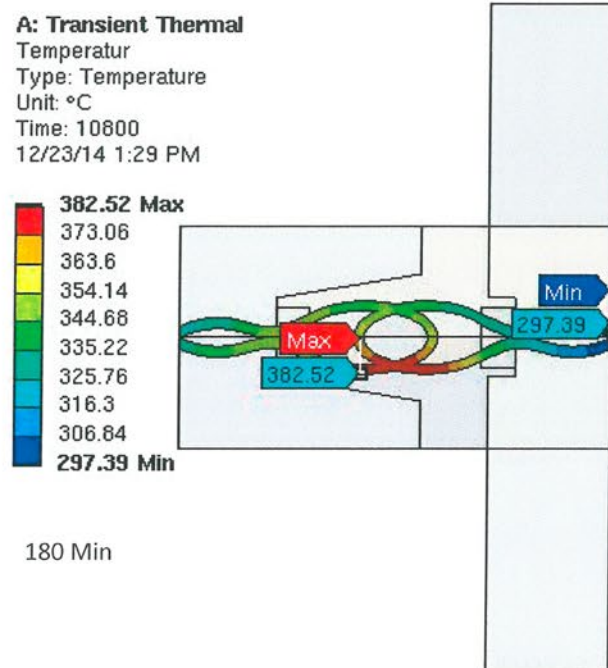 A: Transient Thermal
Temperatur
Type: Temperature
Unit: °C
Time: 10800
12/23/14 1:29 PM
382.52 Max
373.06
363.6
354.14
344.68
335.22
325.76
316.3
306.84
297.39 Min
Min
297.39
Max
382.52
180 Min